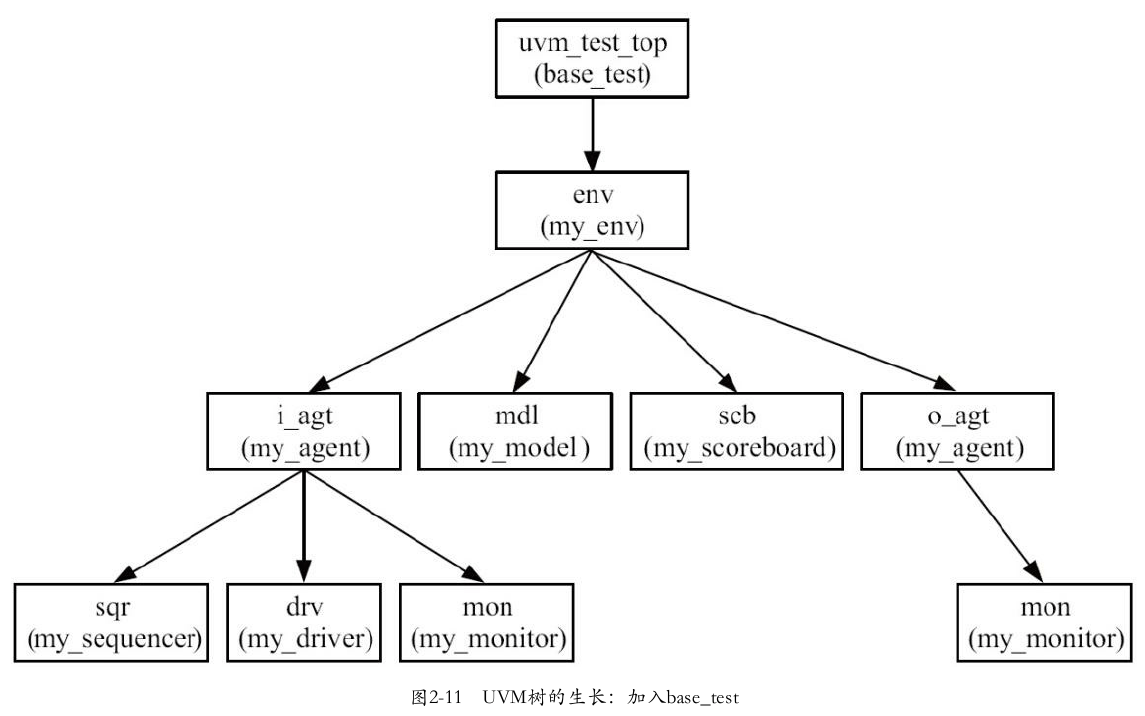 uvm_test_top
(base_test)
env
(my_env)
i_agt
(my_agent)
mdl
(my_model)
scb
(my_scoreboard)
o_agt
(my_agent)
sqr
(my_sequencer)
drv
(my_driver)
mon
(my_monitor)
mon
(my_monitor)
图2-11 UVM树的生长：加入base_test